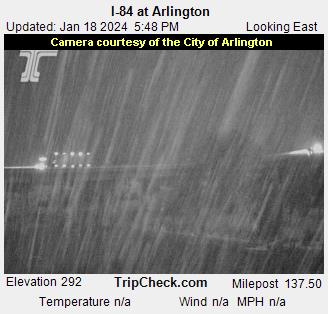 I-84 at Arlington
Updated: Jan 18 2024 5:48 PM Looking East
Camera courtesy of the City of Arlington
Elevation 292 TripCheck.com Milepost 137.50
Temperature n/a Wind n/a MPH n/a